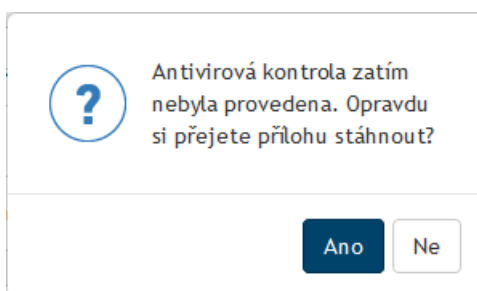 ?
Antivirová kontrola zatím
nebyla provedena. Opravdu
si přejete přílohu stáhnout?
Ano Ne